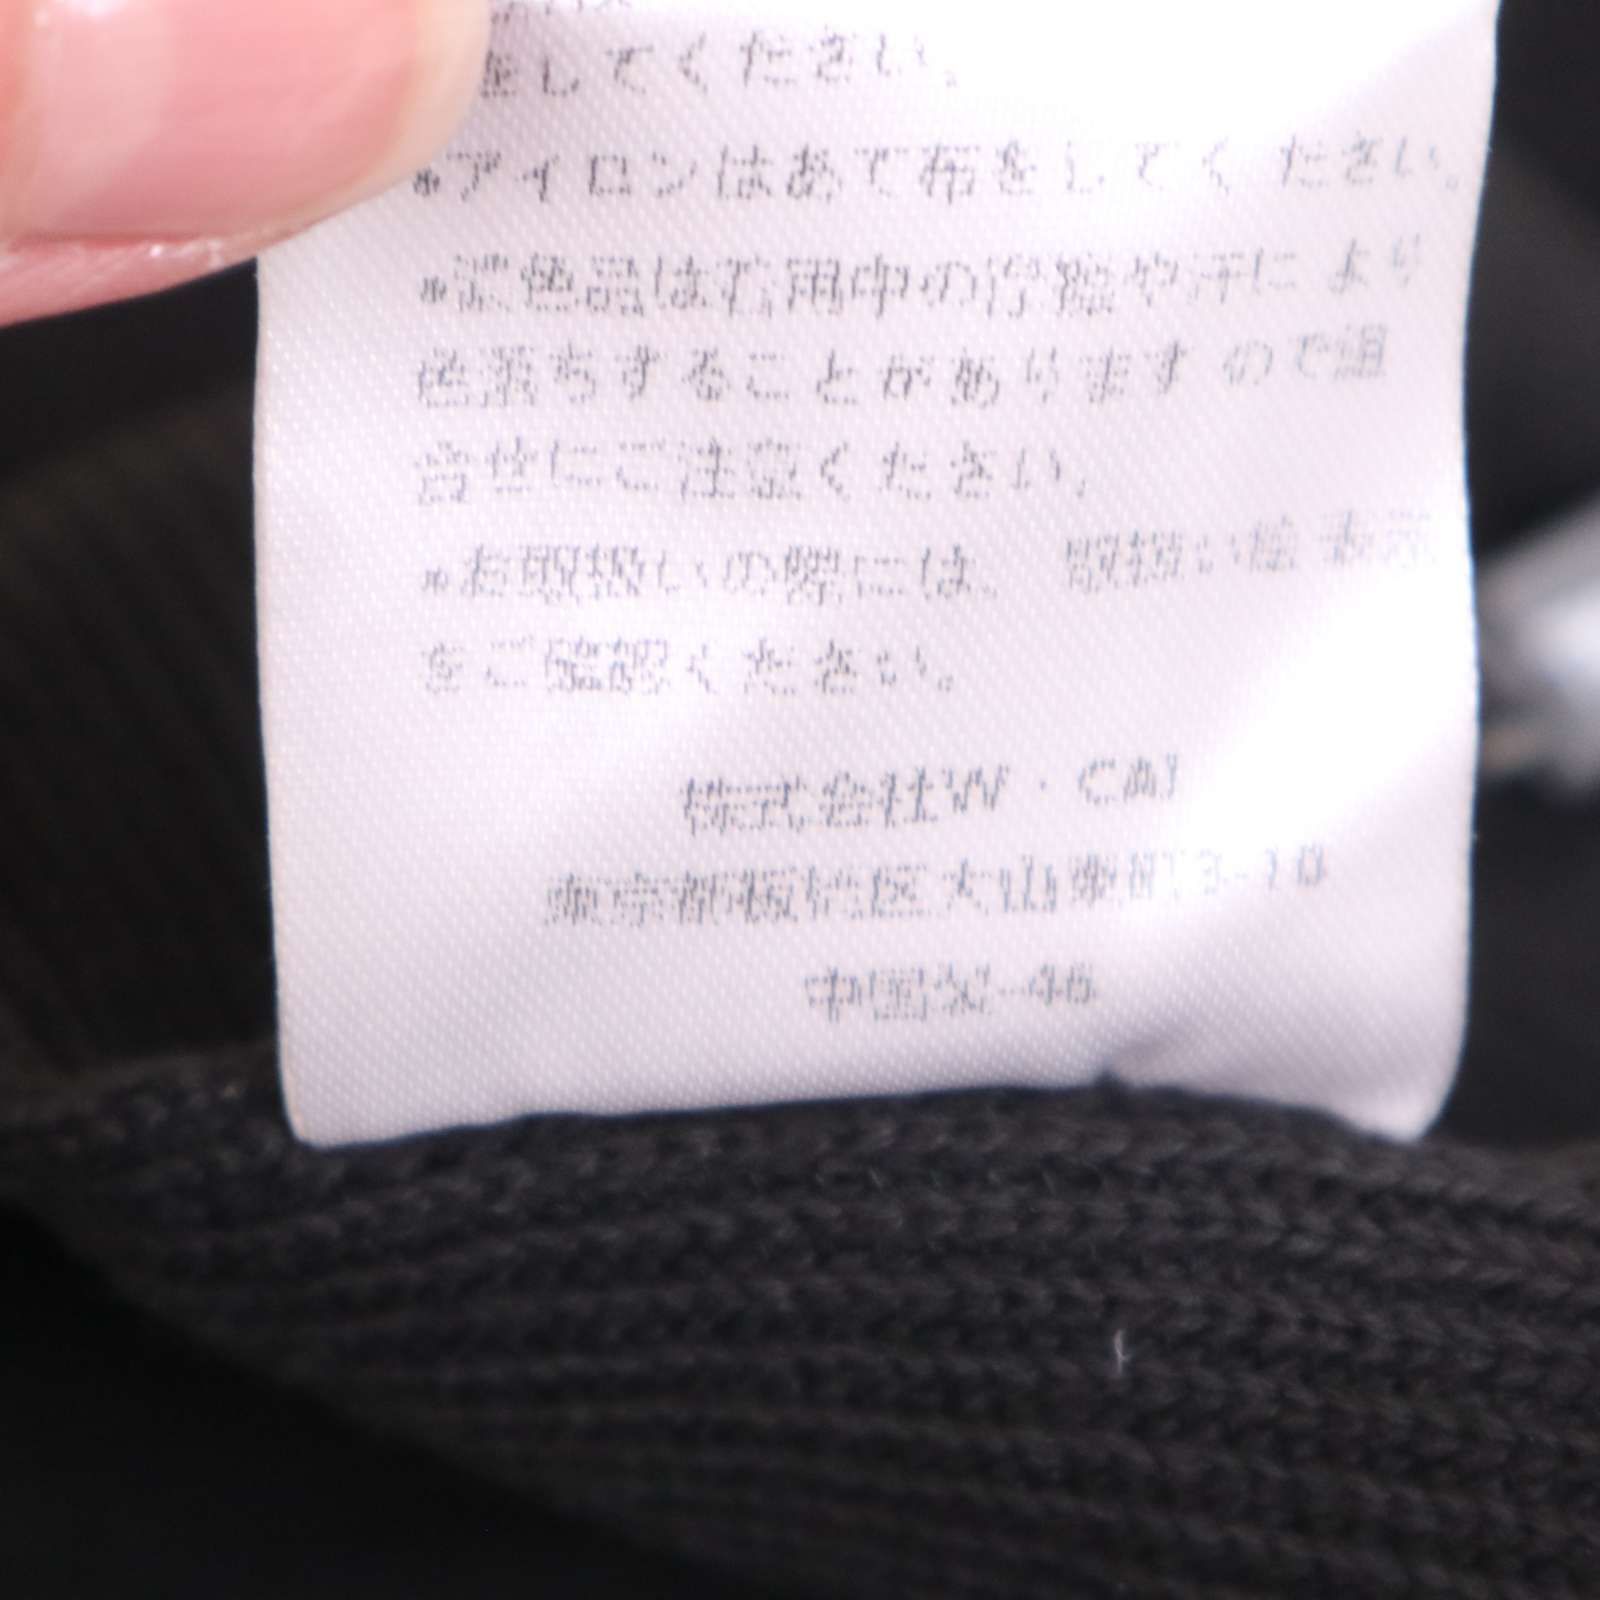 をしてください。
*アイロンはあて布をしてください。
*濃色品は着用中の摩擦や汗により
色落ちすることがありますので組
合せにご注意ください。
*お取扱いの際には、取扱い絵表示
をご確認ください。
株式会社W・CAL
東京都板橋区大山東町13-10
中国製-46